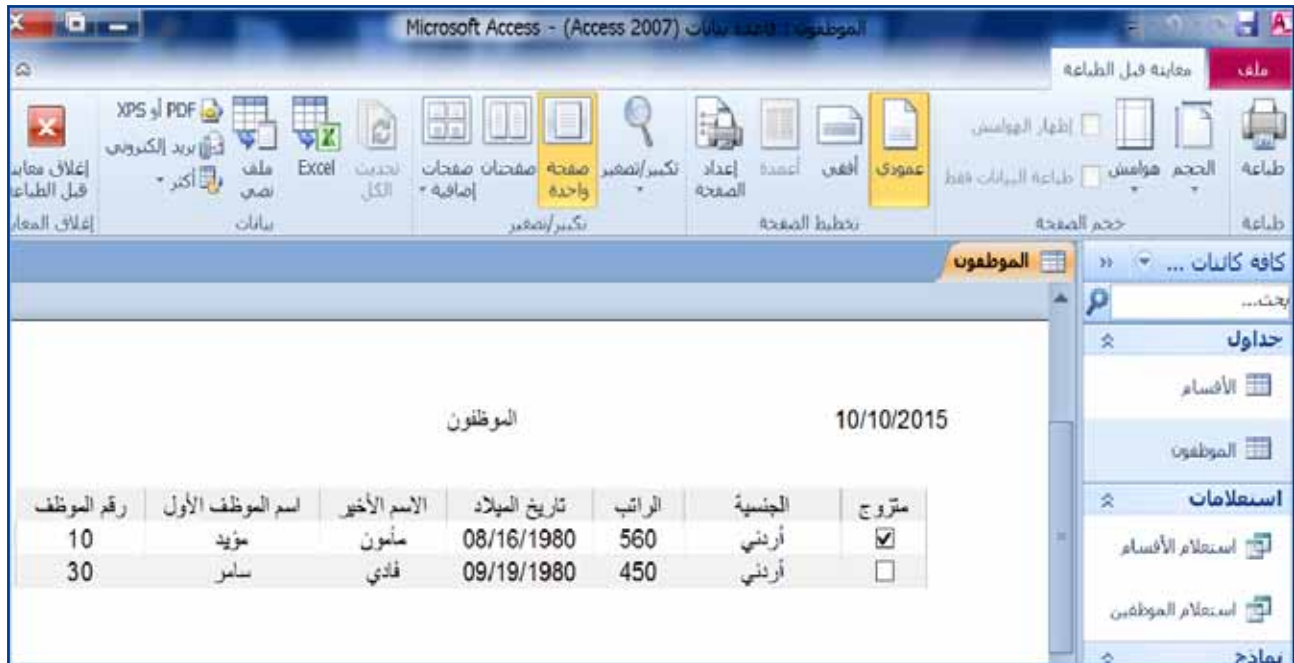 الموظفون : قاعدة بيانات (Access 2007) - Microsoft Access
ملف
معاينة قبل الطباعة
طباعة
الحجم
هوامش
إظهار الهوامش
طباعة البيانات فقط
عمودي
أفقي
أعمدة
إعداد الصفحة
تكبير/تصغير
صفحة واحدة
صفحتان
صفحات إضافية
تحديث الكل
Excel
ملف نصي
PDF أو XPS
بريد إلكتروني
أكثر
إغلاق معاين
قبل الطباعة
طباعة
حجم الصفحة
تخطيط الصفحة
تكبير/تصغير
بيانات
إغلاق المعاي
كافة كائنات ...
بحث...
جداول
الأقسام
الموظفون
استعلامات
استعلام الأقسام
استعلام الموظفين
نماذج
الموظفون
10/10/2015
الموظفون
متزوج الجنسية الراتب تاريخ الميلاد الاسم الأخير اسم الموظف الأول رقم الموظف
أردني 560 08/16/1980 مأمون مؤيد 10
أردني 450 09/19/1980 فادي سامر 30